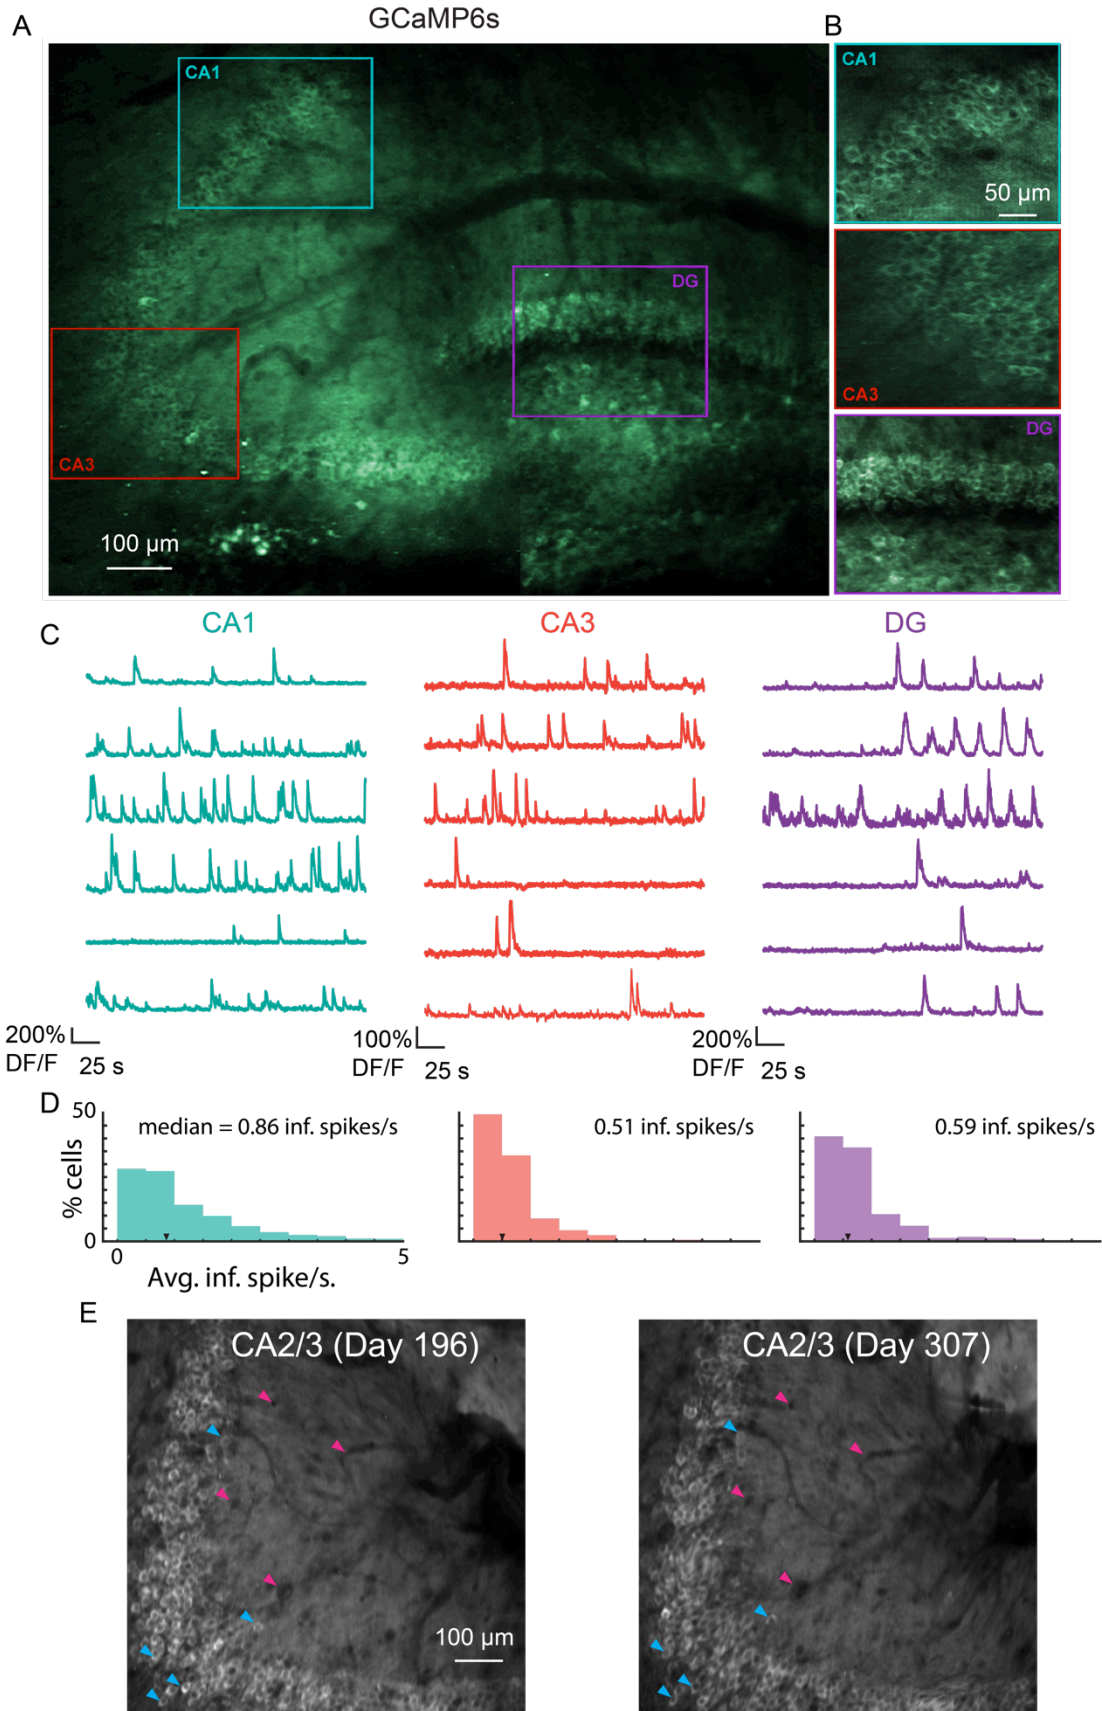 A
GCaMP6s
B
CA1
CA3
DG
100 µm
CA1
50 µm
CA3
DG
C
CA1
CA3
DG
200%
DF/F
25 s
100%
DF/F
25 s
200%
DF/F
25 s
D
50
% cells
0
median = 0.86 inf. spikes/s
0.51 inf. spikes/s
0.59 inf. spikes/s
0
5
Avg. inf. spike/s.
E
CA2/3 (Day 196)
100 µm
CA2/3 (Day 307)